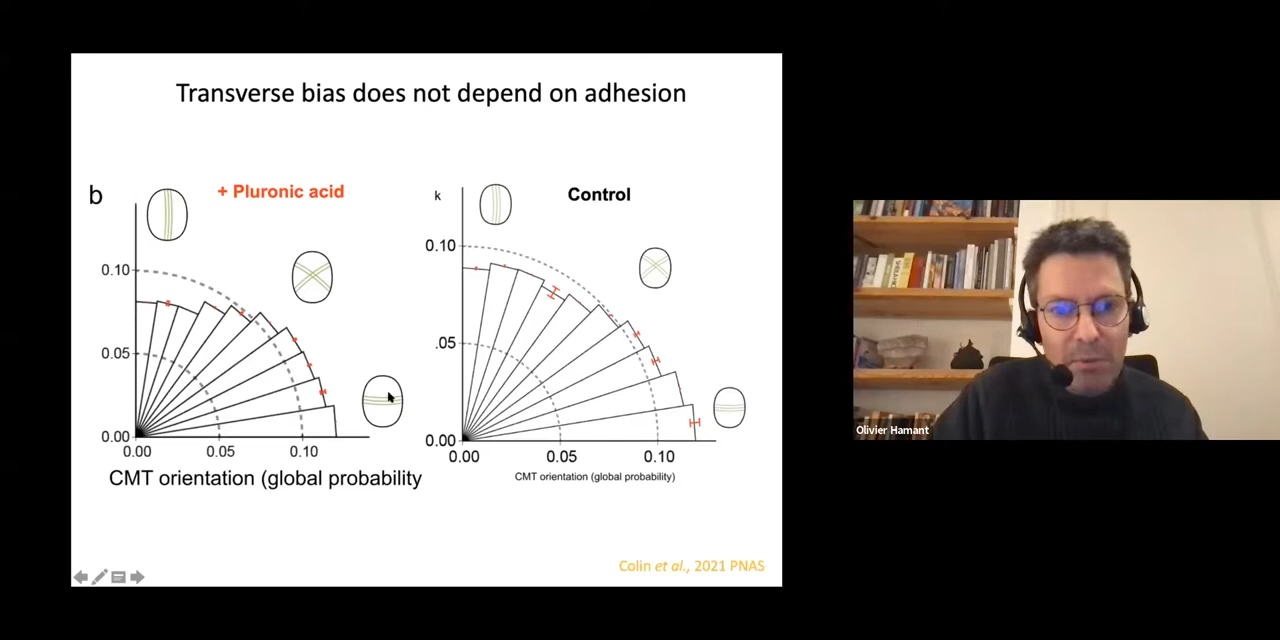 Transverse bias does not depend on adhesion
b
+ Pluronic acid
0.10
0.05
0.00
0.00 0.05 0.10
CMT orientation (global probability
k
Control
0.10
.05
0.00
0.00 0.05 0.10
CMT orientation (global probability)
Colin et al., 2021 PNAS
Olivier Hamant